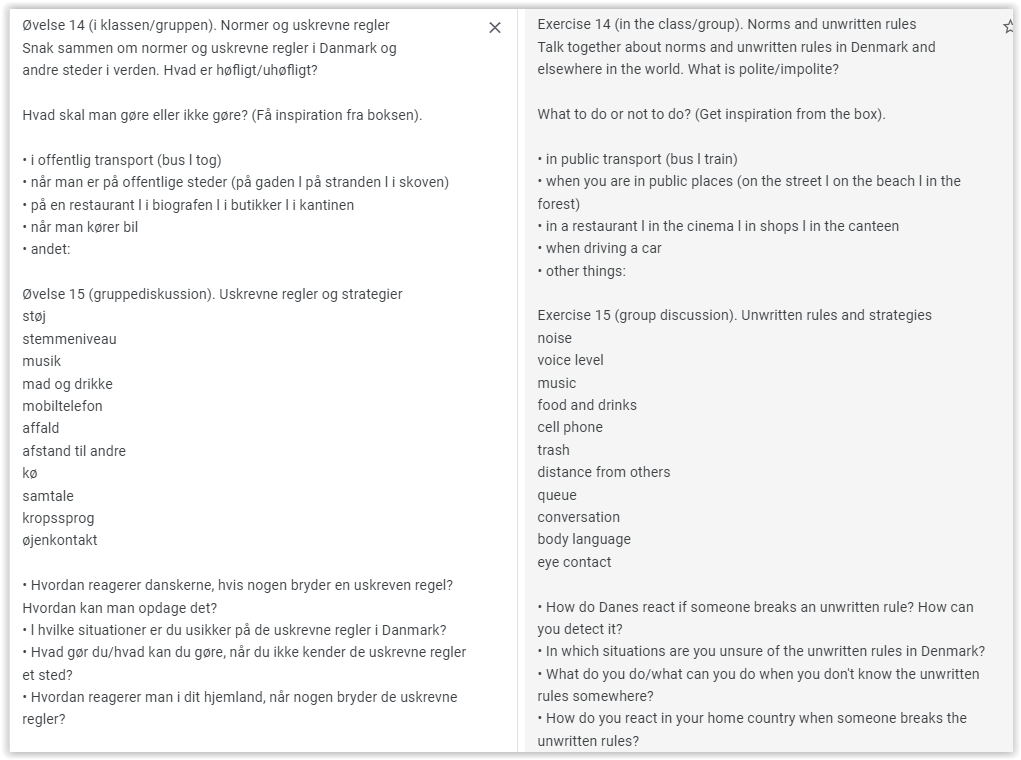 Øvelse 14 (i klassen/gruppen). Normer og uskrevne regler
Snak sammen om normer og uskrevne regler i Danmark og
andre steder i verden. Hvad er høfligt/uhøfligt?
Hvad skal man gøre eller ikke gøre? (Få inspiration fra boksen).
• i offentlig transport (bus l tog)
• når man er på offentlige steder (på gaden l på stranden l i skoven)
• på en restaurant l i biografen l i butikker l i kantinen
• når man kører bil
• andet:
Øvelse 15 (gruppediskussion). Uskrevne regler og strategier
støj
stemmeniveau
musik
mad og drikke
mobiltelefon
affald
afstand til andre
kø
samtale
kropssprog
øjenkontakt
• Hvordan reagerer danskerne, hvis nogen bryder en uskreven regel?
Hvordan kan man opdage det?
• l hvilke situationer er du usikker på de uskrevne regler i Danmark?
• Hvad gør du/hvad kan du gøre, når du ikke kender de uskrevne regler
et sted?
• Hvordan reagerer man i dit hjemland, når nogen bryder de uskrevne
regler?
Exercise 14 (in the class/group). Norms and unwritten rules
Talk together about norms and unwritten rules in Denmark and
elsewhere in the world. What is polite/impolite?
What to do or not to do? (Get inspiration from the box).
• in public transport (bus l train)
• when you are in public places (on the street l on the beach l in the
forest)
• in a restaurant l in the cinema l in shops l in the canteen
• when driving a car
• other things:
Exercise 15 (group discussion). Unwritten rules and strategies
noise
voice level
music
food and drinks
cell phone
trash
distance from others
queue
conversation
body language
eye contact
• How do Danes react if someone breaks an unwritten rule? How can
you detect it?
• In which situations are you unsure of the unwritten rules in Denmark?
• What do you do/what can you do when you don't know the unwritten
rules somewhere?
• How do you react in your home country when someone breaks the
unwritten rules?